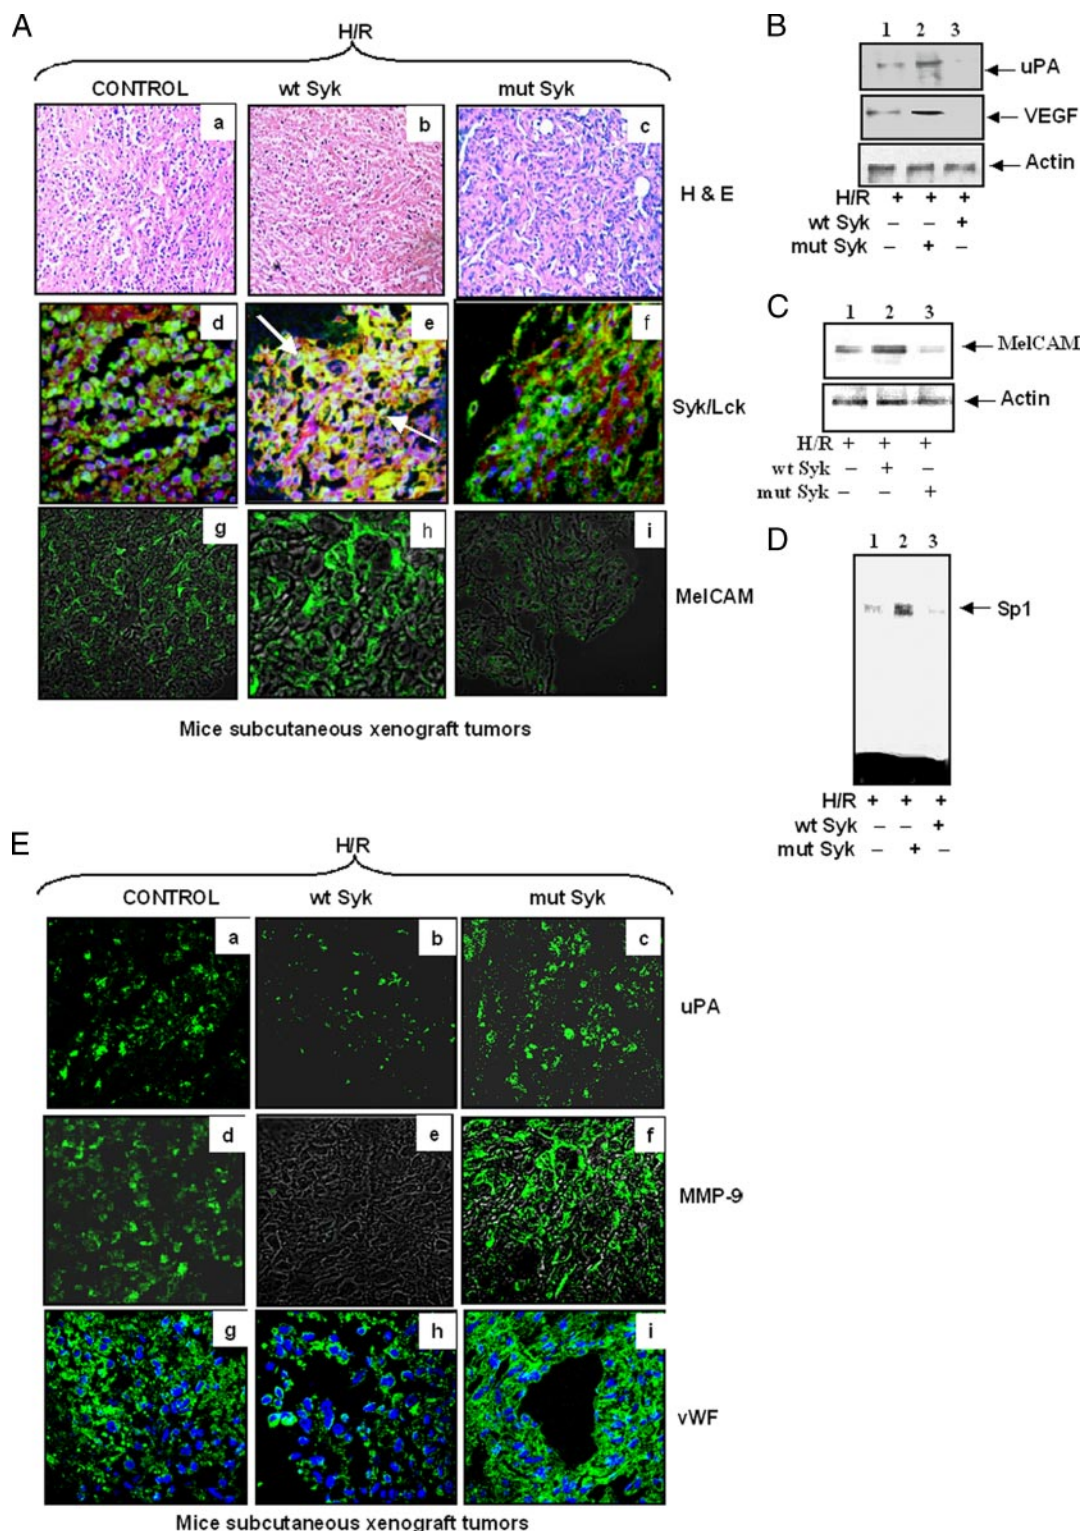 A
H/R
CONTROL wt Syk mut Syk
a b c
H & E
d e f
Syk/Lck
g h i
MelCAM
Mice subcutaneous xenograft tumors
B
1 2 3
uPA
VEGF
Actin
H/R + + +
wt Syk – – +
mut Syk – + –
C
1 2 3
MelCAM
Actin
H/R + + +
wt Syk – + –
mut Syk – – +
D
1 2 3
Sp1
H/R + + +
wt Syk – – +
mut Syk – + –
E
H/R
CONTROL wt Syk mut Syk
a b c
uPA
d e f
MMP-9
g h i
vWF
Mice subcutaneous xenograft tumors